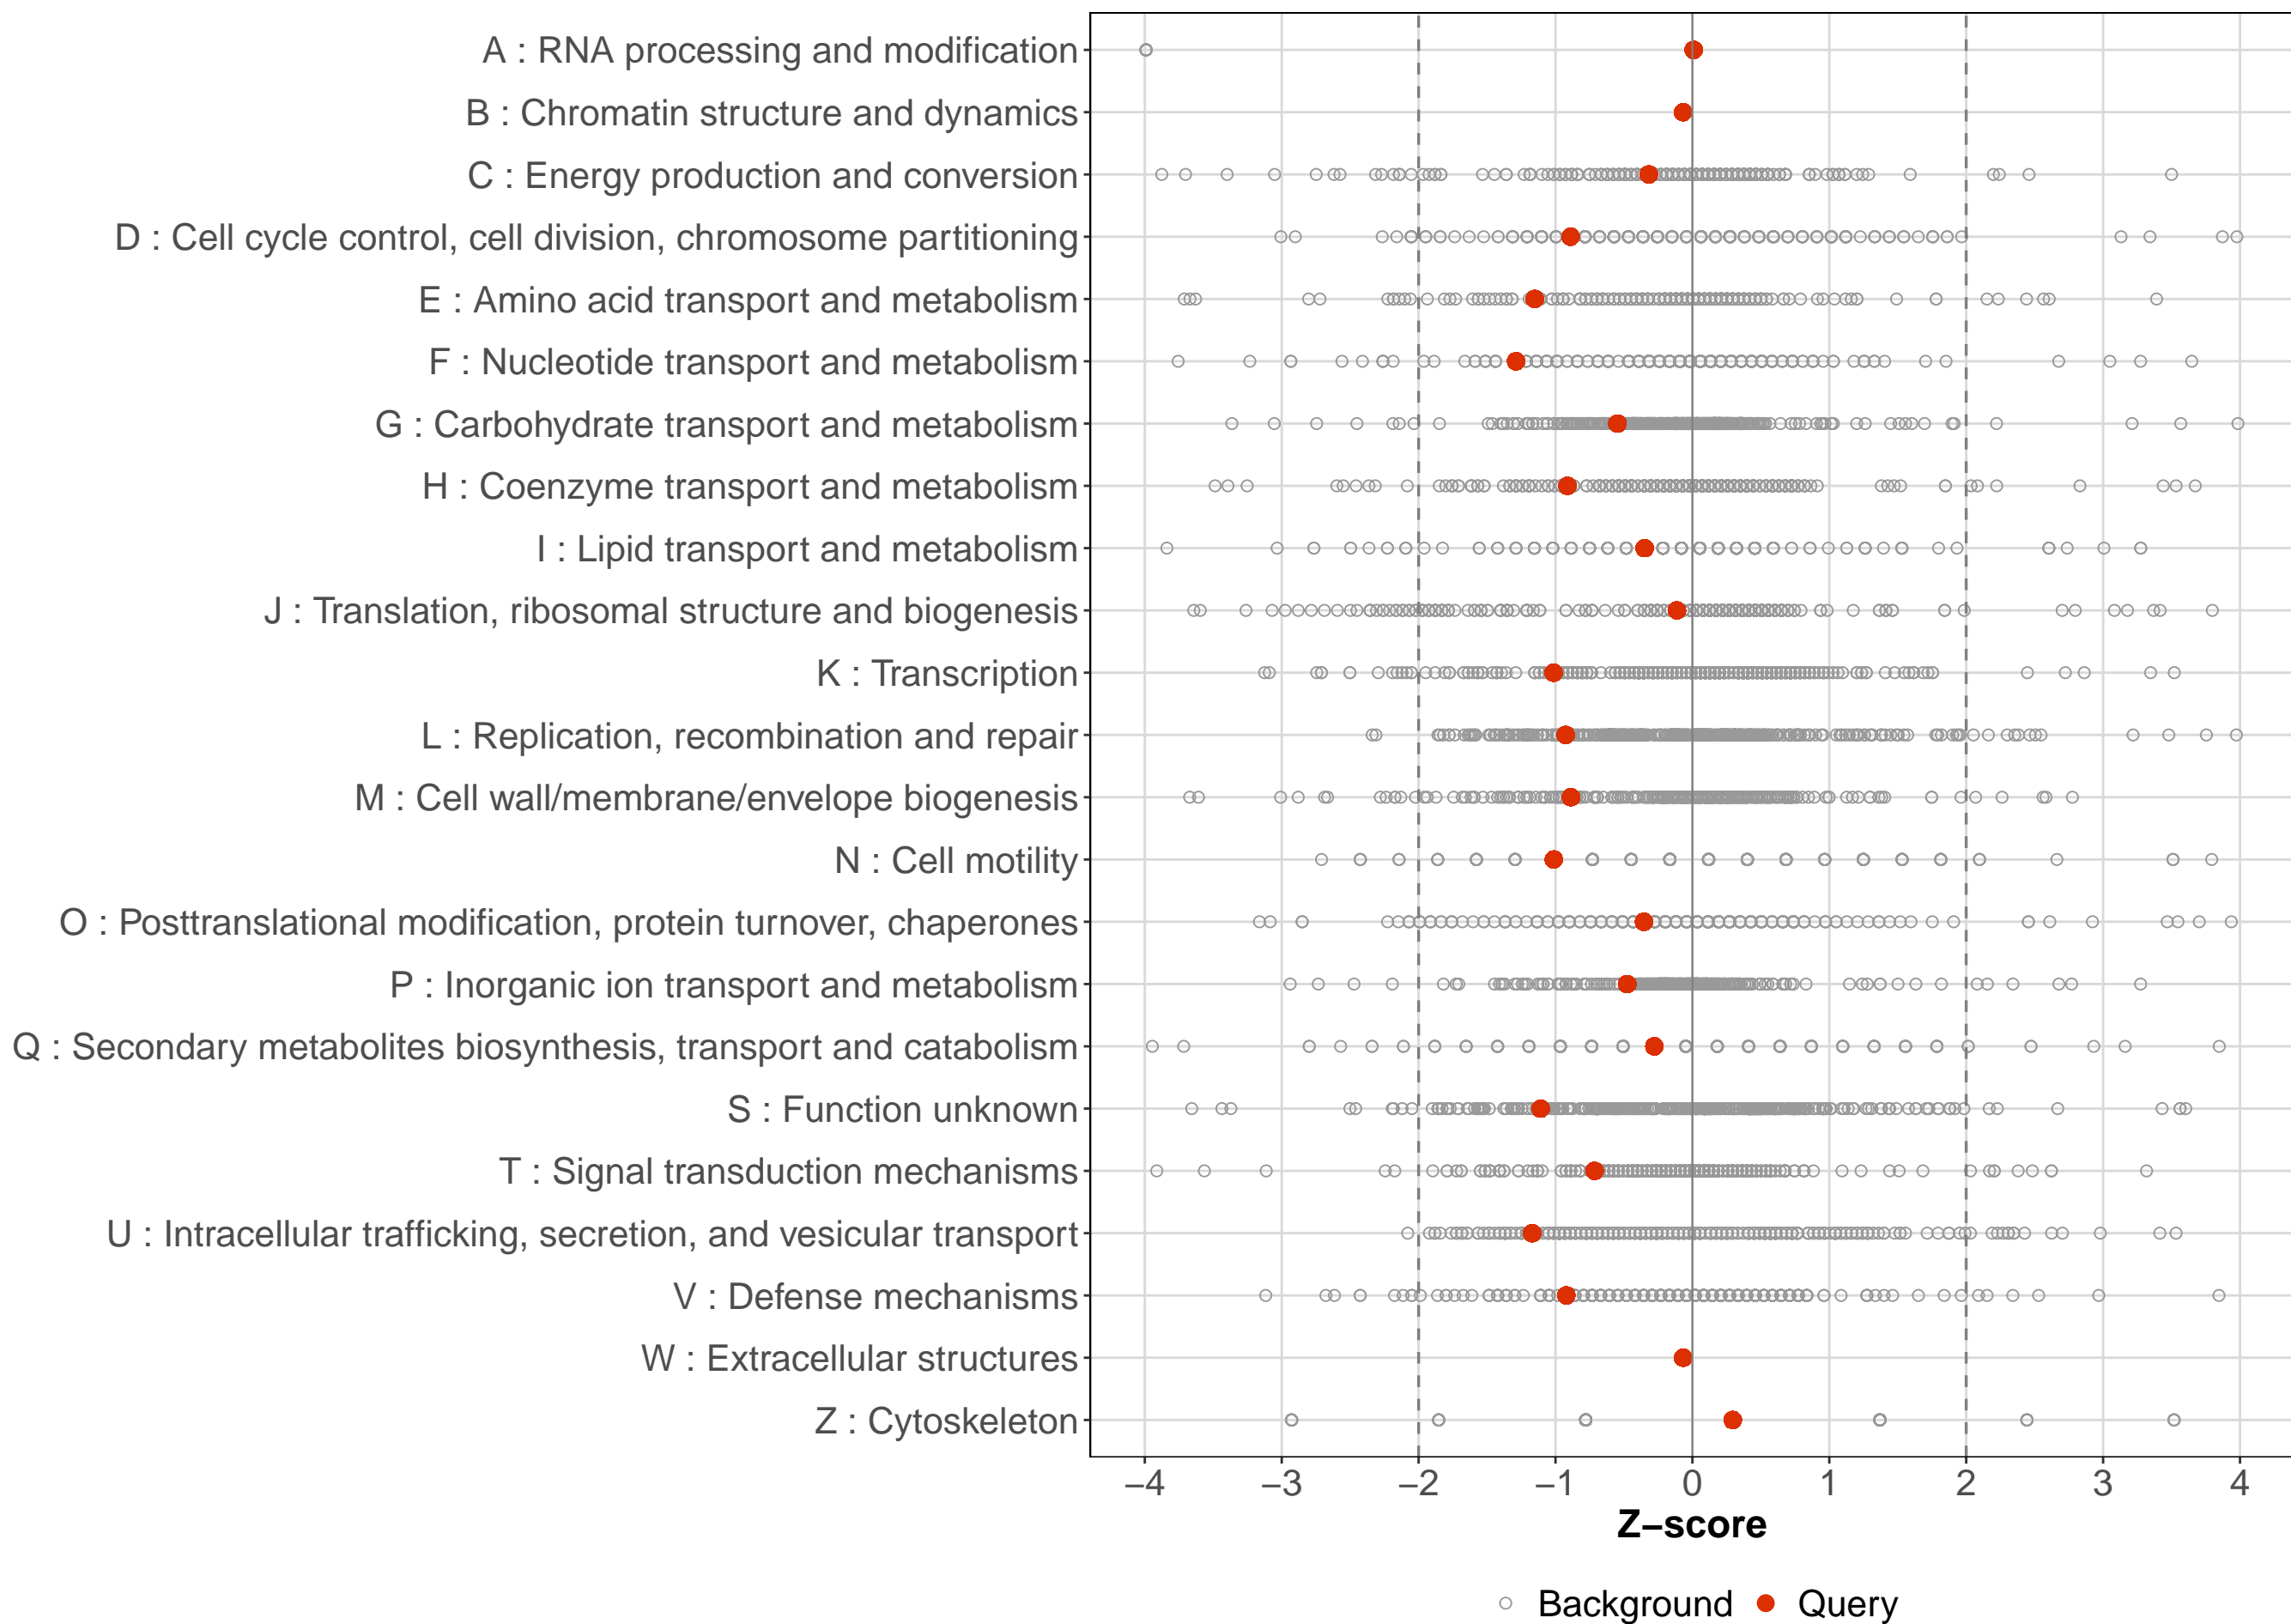 A : RNA processing and modification
B : Chromatin structure and dynamics
C : Energy production and conversion
D : Cell cycle control, cell division, chromosome partitioning
E : Amino acid transport and metabolism
F : Nucleotide transport and metabolism
G : Carbohydrate transport and metabolism
H : Coenzyme transport and metabolism
I : Lipid transport and metabolism
J : Translation, ribosomal structure and biogenesis
K : Transcription
L : Replication, recombination and repair
M : Cell wall/membrane/envelope biogenesis
N : Cell motility
O : Posttranslational modification, protein turnover, chaperones
P : Inorganic ion transport and metabolism
Q : Secondary metabolites biosynthesis, transport and catabolism
S : Function unknown
T : Signal transduction mechanisms
U : Intracellular trafficking, secretion, and vesicular transport
V : Defense mechanisms
W : Extracellular structures
Z : Cytoskeleton
−4 −3 −2 −1 0 1 2 3 4
Z−score
Background Query